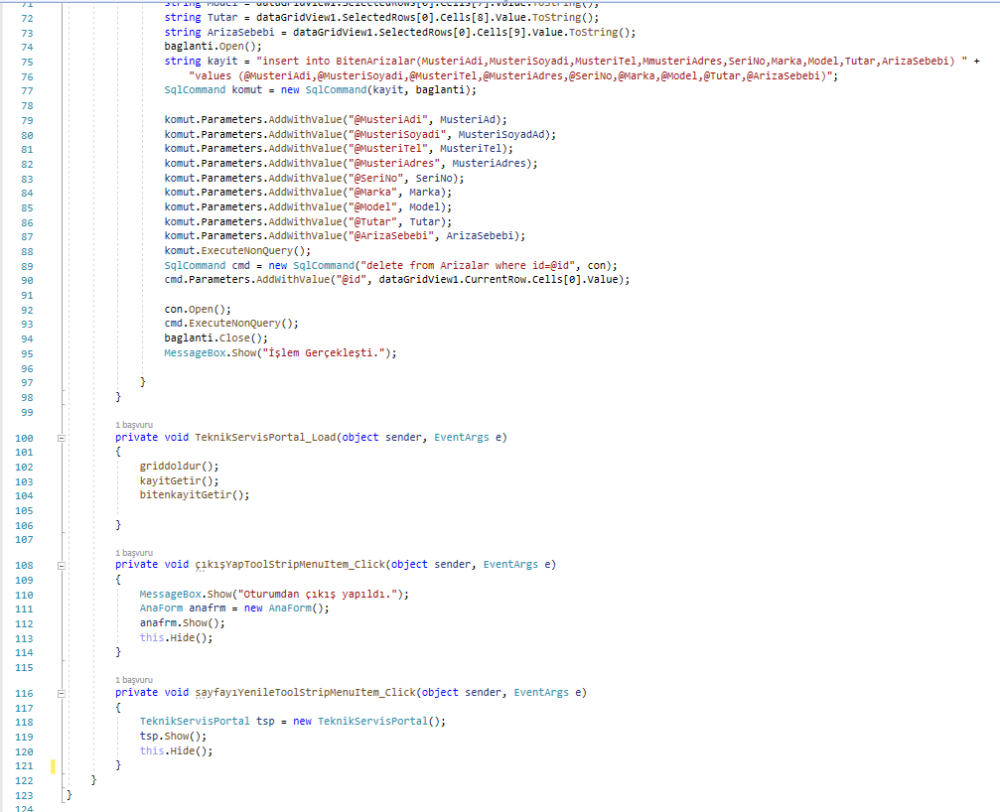 71 string Model = dataGridView1.SelectedRows[0].Cells[7].Value.ToString();
72 string Tutar = dataGridView1.SelectedRows[0].Cells[8].Value.ToString();
73 string ArizaSebebi = dataGridView1.SelectedRows[0].Cells[9].Value.ToString();
74 baglanti.Open();
75 string kayit = "insert into BitenArizalar(MusteriAdi,MusteriSoyadi,MusteriTel,MmusteriAdres,SeriNo,Marka,Model,Tutar,ArizaSebebi) " +
76 "values (@MusteriAdi,@MusteriSoyadi,@MusteriTel,@MusteriAdres,@SeriNo,@Marka,@Model,@Tutar,@ArizaSebebi)";
77 SqlCommand komut = new SqlCommand(kayit, baglanti);
78
79 komut.Parameters.AddWithValue("@MusteriAdi", MusteriAd);
80 komut.Parameters.AddWithValue("@MusteriSoyadi", MusteriSoyadAd);
81 komut.Parameters.AddWithValue("@MusteriTel", MusteriTel);
82 komut.Parameters.AddWithValue("@MusteriAdres", MusteriAdres);
83 komut.Parameters.AddWithValue("@SeriNo", SeriNo);
84 komut.Parameters.AddWithValue("@Marka", Marka);
85 komut.Parameters.AddWithValue("@Model", Model);
86 komut.Parameters.AddWithValue("@Tutar", Tutar);
87 komut.Parameters.AddWithValue("@ArizaSebebi", ArizaSebebi);
88 komut.ExecuteNonQuery();
89 SqlCommand cmd = new SqlCommand("delete from Arizalar where id=@id", con);
90 cmd.Parameters.AddWithValue("@id", dataGridView1.CurrentRow.Cells[0].Value);
91
92 con.Open();
93 cmd.ExecuteNonQuery();
94 baglanti.Close();
95 MessageBox.Show("İşlem Gerçekleşti.");
96
97 }
98 }
99
1 başvuru
100 private void TeknikServisPortal_Load(object sender, EventArgs e)
101 {
102 griddoldur();
103 kayitGetir();
104 bitenkayitGetir();
105
106 }
107
1 başvuru
108 private void çıkışYapToolStripMenuItem_Click(object sender, EventArgs e)
109 {
110 MessageBox.Show("Oturumdan çıkış yapıldı.");
111 AnaForm anafrm = new AnaForm();
112 anafrm.Show();
113 this.Hide();
114 }
115
1 başvuru
116 private void sayfayıYenileToolStripMenuItem_Click(object sender, EventArgs e)
117 {
118 TeknikServisPortal tsp = new TeknikServisPortal();
119 tsp.Show();
120 this.Hide();
121 }
122 }
123 }
124